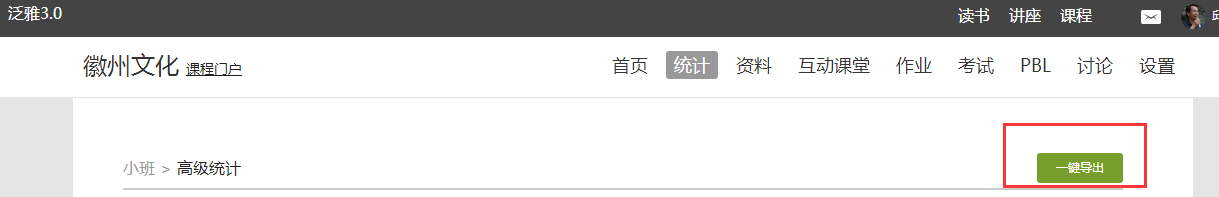 泛雅3.0 读书 讲座 课程
徽州文化 课程门户 首页 统计 资料 互动课堂 作业 考试 PBL 讨论 设置
小班 > 高级统计 一键导出